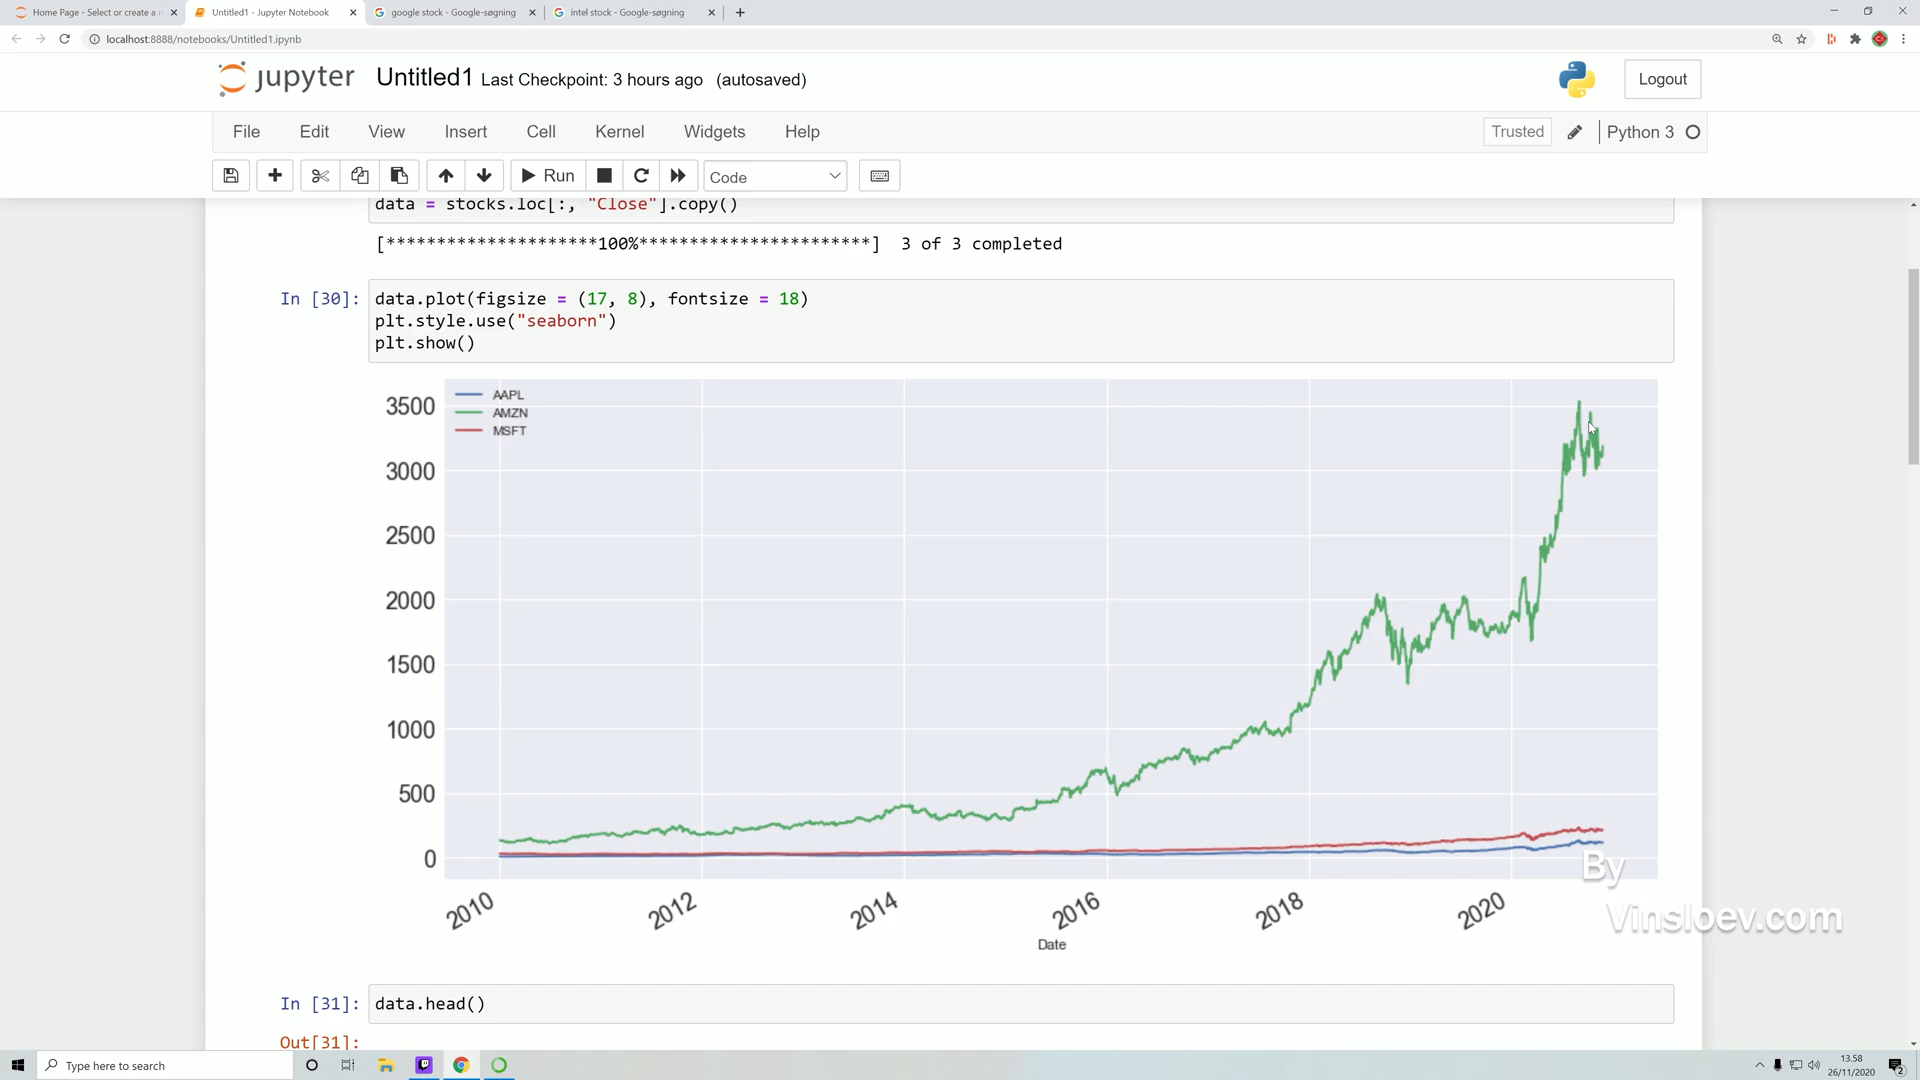 Home Page - Select or create a n
Untitled1 - Jupyter Notebook
google stock - Google-søgning
intel stock - Google-søgning
localhost:8888/notebooks/Untitled1.ipynb
jupyter
Untitled1 Last Checkpoint: 3 hours ago (autosaved)
Logout
File Edit View Insert Cell Kernel Widgets Help
Trusted
Python 3
Run
Code
data = stocks.loc[:, "Close"].copy()
[*********************100%***********************]  3 of 3 completed
In [30]:
data.plot(figsize = (17, 8), fontsize = 18)
plt.style.use("seaborn")
plt.show()
AAPL
AMZN
MSFT
3500
3000
2500
2000
1500
1000
500
0
2010 2012 2014 2016 2018 2020
Date
By
Vinsloev.com
In [31]:
data.head()
Out[31]:
Type here to search
13.58
26/11/2020
2